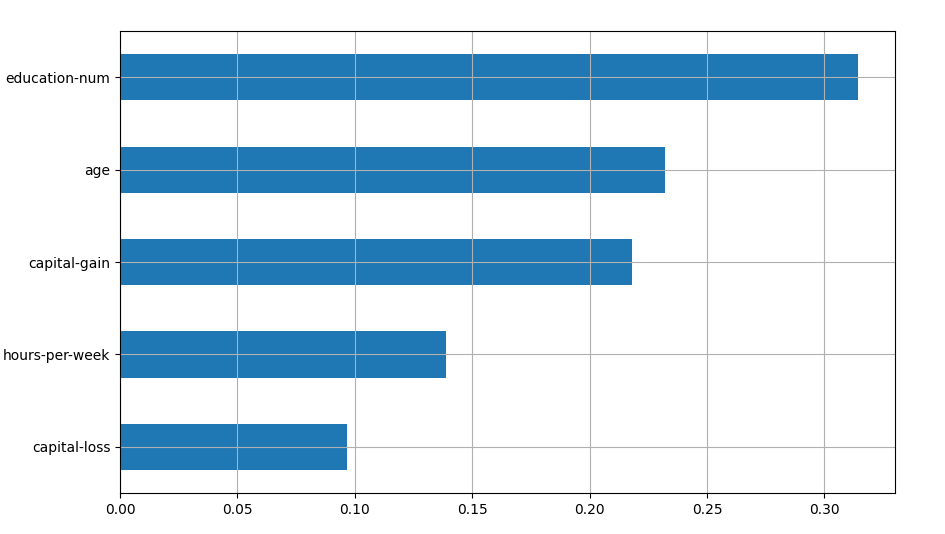 education-num
age
capital-gain
hours-per-week
capital-loss
0.00 0.05 0.10 0.15 0.20 0.25 0.30